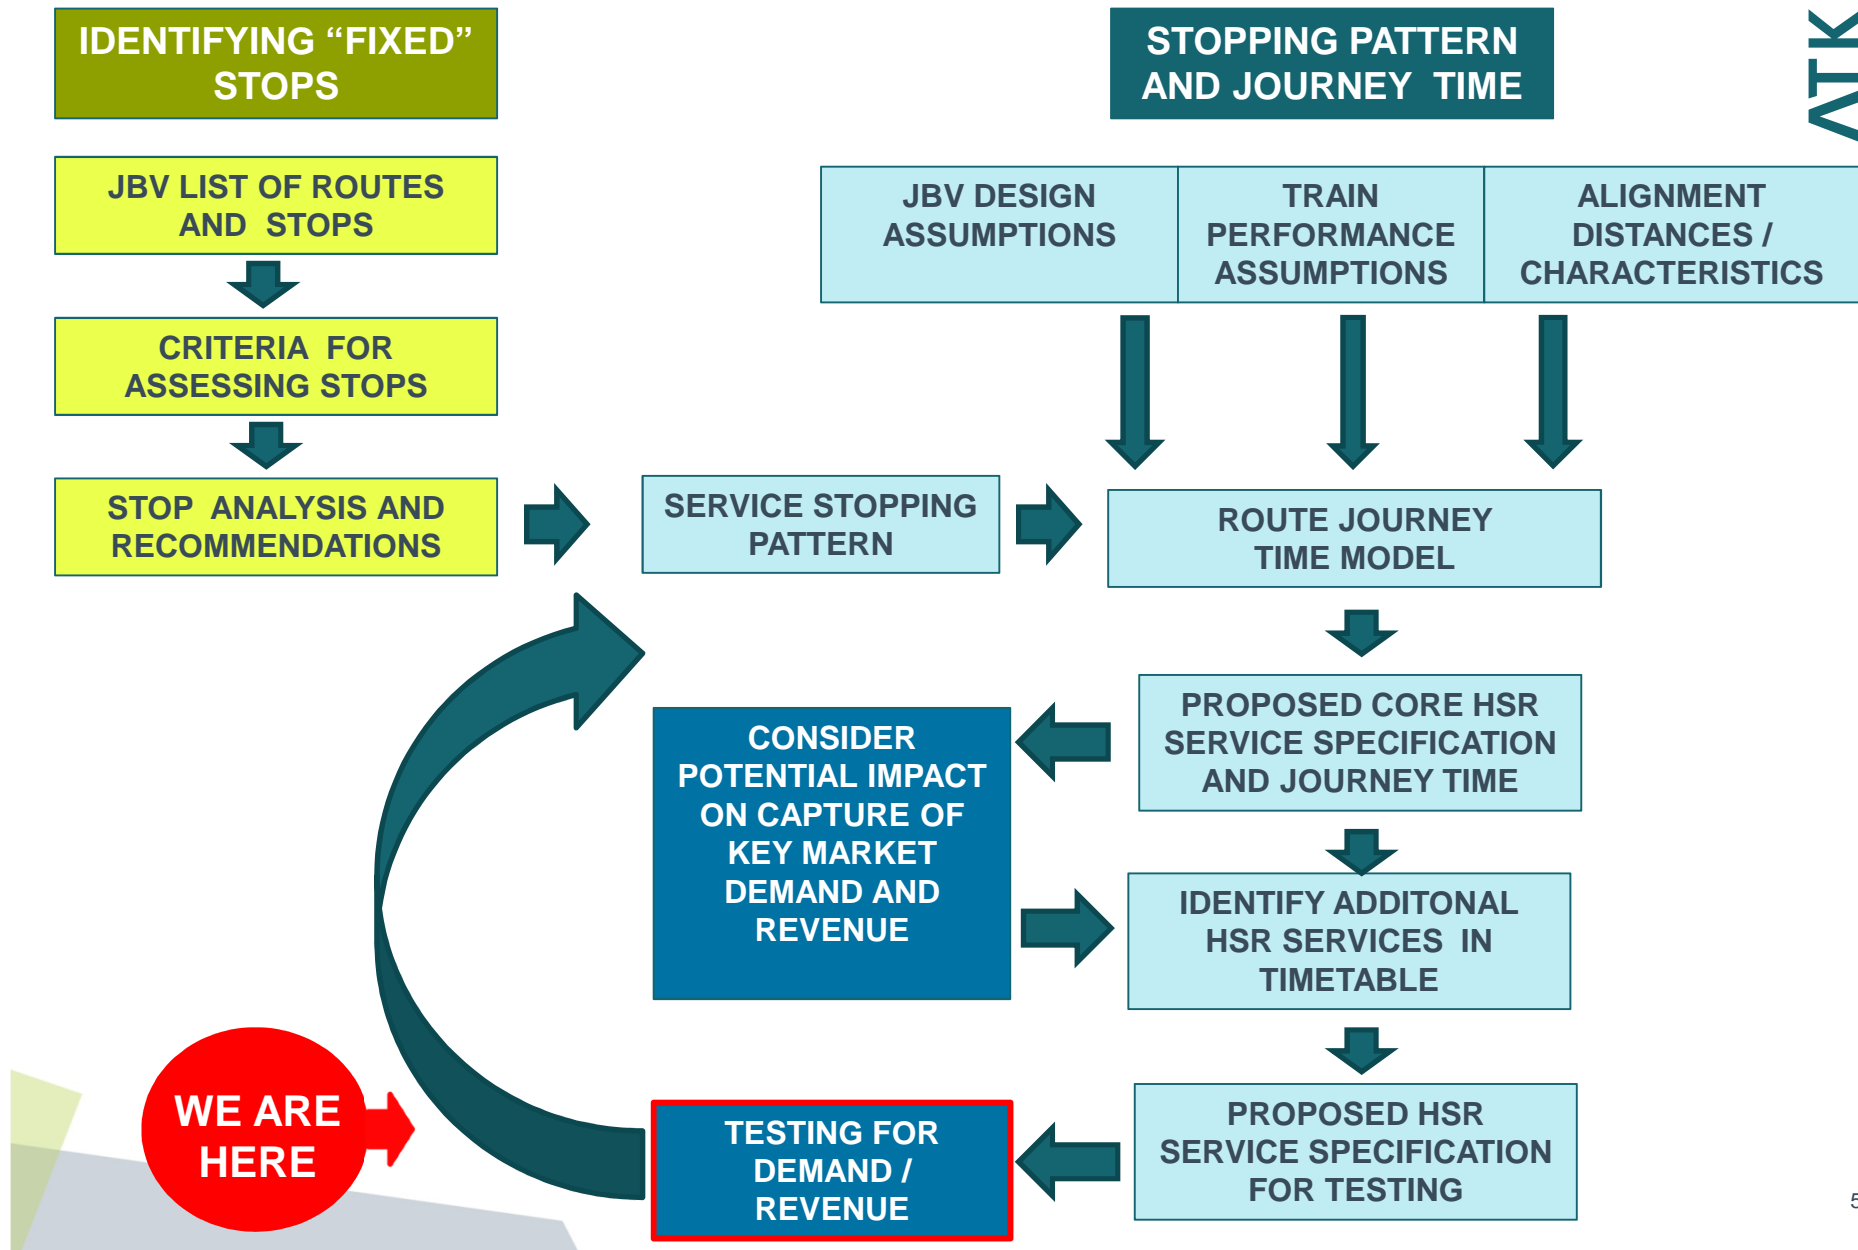 IDENTIFYING “FIXED”
STOPS
JBV LIST OF ROUTES
AND STOPS
CRITERIA FOR
ASSESSING STOPS
STOP ANALYSIS AND
RECOMMENDATIONS
STOPPING PATTERN
AND JOURNEY TIME
ATK
JBV DESIGN
ASSUMPTIONS
TRAIN
PERFORMANCE
ASSUMPTIONS
ALIGNMENT
DISTANCES /
CHARACTERISTICS
SERVICE STOPPING
PATTERN
ROUTE JOURNEY
TIME MODEL
PROPOSED CORE HSR
SERVICE SPECIFICATION
AND JOURNEY TIME
CONSIDER
POTENTIAL IMPACT
ON CAPTURE OF
KEY MARKET
DEMAND AND
REVENUE
IDENTIFY ADDITONAL
HSR SERVICES IN
TIMETABLE
PROPOSED HSR
SERVICE SPECIFICATION
FOR TESTING
TESTING FOR
DEMAND /
REVENUE
WE ARE
HERE
5